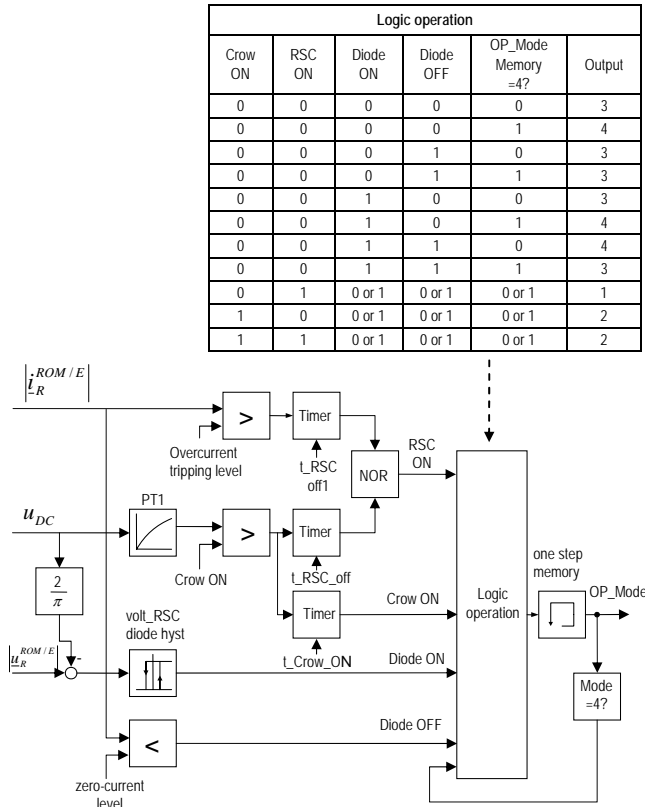 Logic operation
Crow ON RSC ON Diode ON Diode OFF OP_Mode Memory =4? Output
0 0 0 0 0 3
0 0 0 0 1 4
0 0 0 1 0 3
0 0 0 1 1 3
0 0 1 0 0 3
0 0 1 0 1 4
0 0 1 1 0 4
0 0 1 1 1 3
0 1 0 or 1 0 or 1 0 or 1 1
1 0 0 or 1 0 or 1 0 or 1 2
1 1 0 or 1 0 or 1 0 or 1 2
|i_R^{ROM/E}|
>
Timer
Overcurrent
tripping level
t_RSC
off1
RSC
ON
NOR
PT1
u_{DC}
>
Timer
Crow ON
t_RSC_off
one step
memory
OP_Mode
2/π
Logic
operation
volt_RSC
diode hyst
Timer
Crow ON
|u_R^{ROM/E}|
-
t_Crow_ON
Diode ON
Mode
=4?
Diode OFF
<
zero-current
level